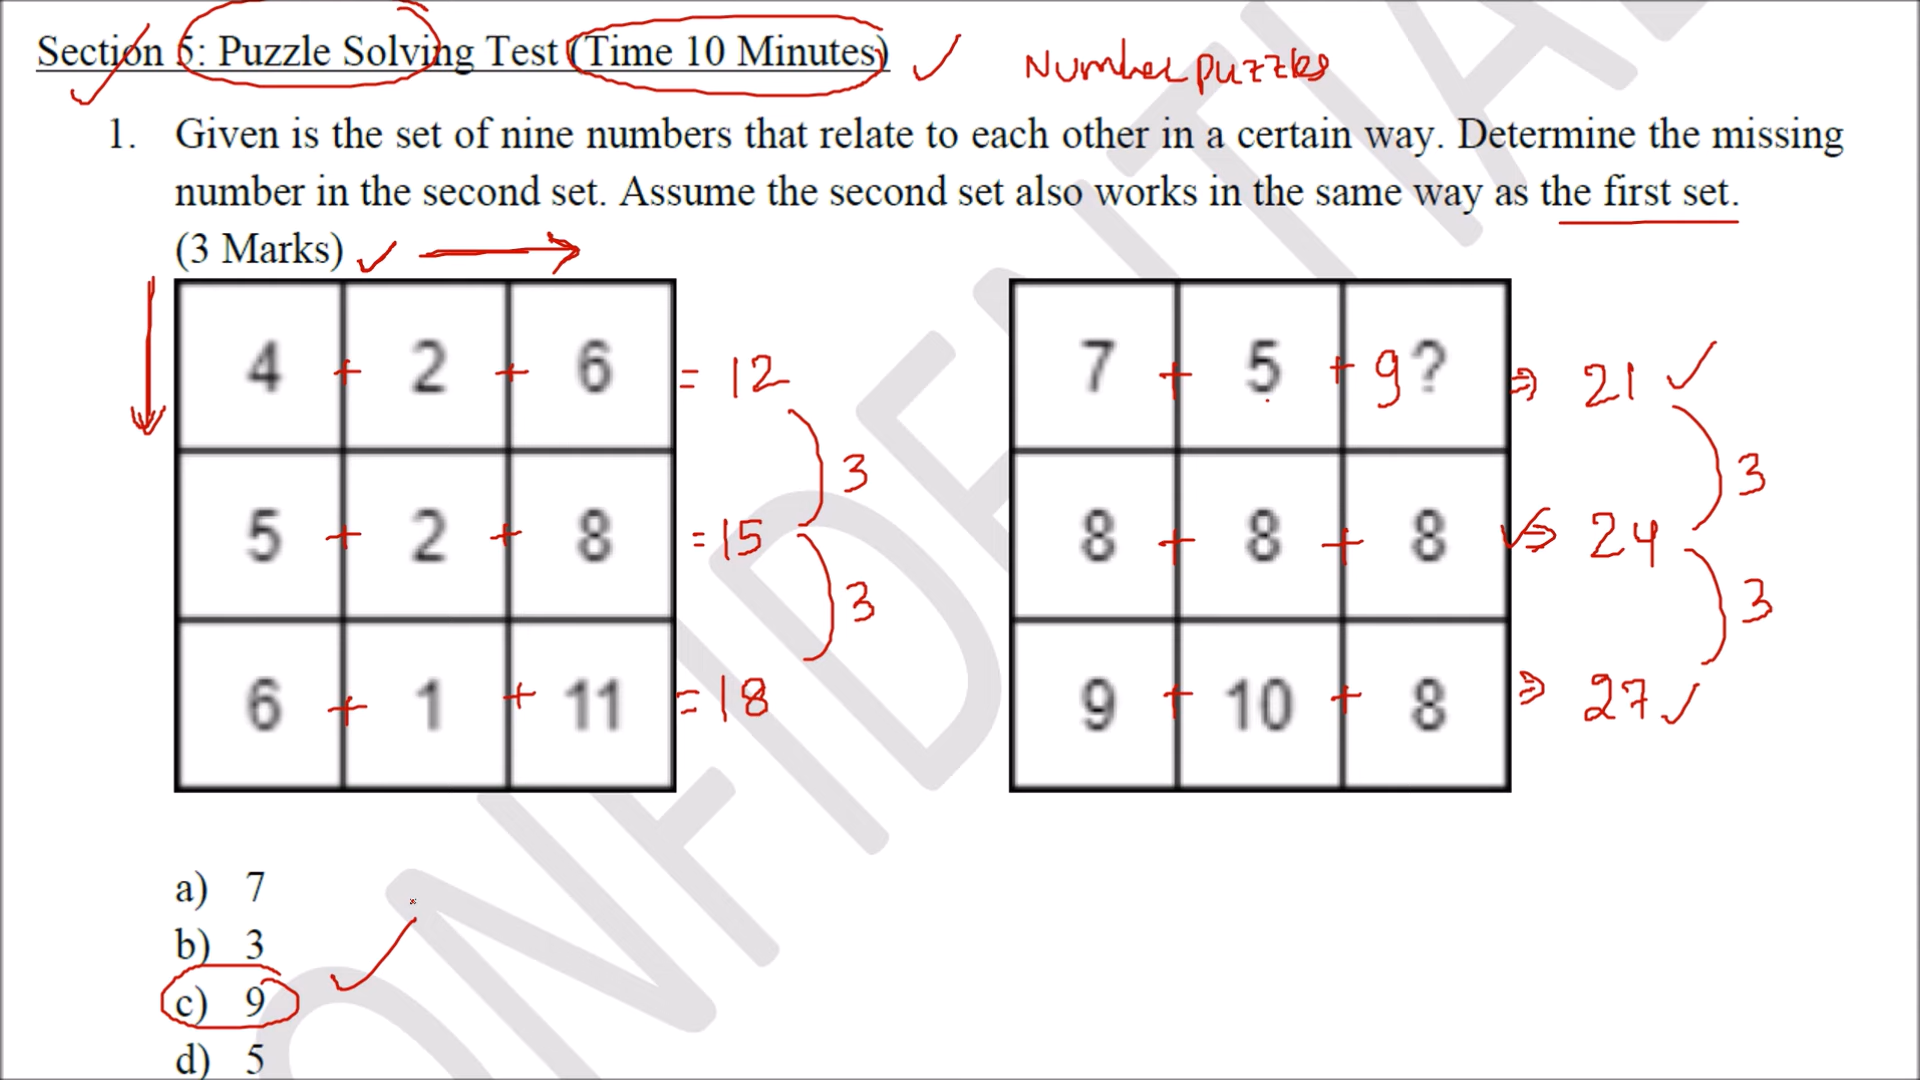 Section 5: Puzzle Solving Test (Time 10 Minutes) Number puzzles
1. Given is the set of nine numbers that relate to each other in a certain way. Determine the missing
number in the second set. Assume the second set also works in the same way as the first set.
(3 Marks)
4 + 2 + 6 = 12
3
5 + 2 + 8 = 15
3
6 + 1 + 11 = 18
7 + 5 + 9 ? ⇒ 21
3
8 + 8 + 8 ⇒ 24
3
9 + 10 + 8 ⇒ 27
a) 7
b) 3
c) 9
d) 5
CONFIDENTIAL